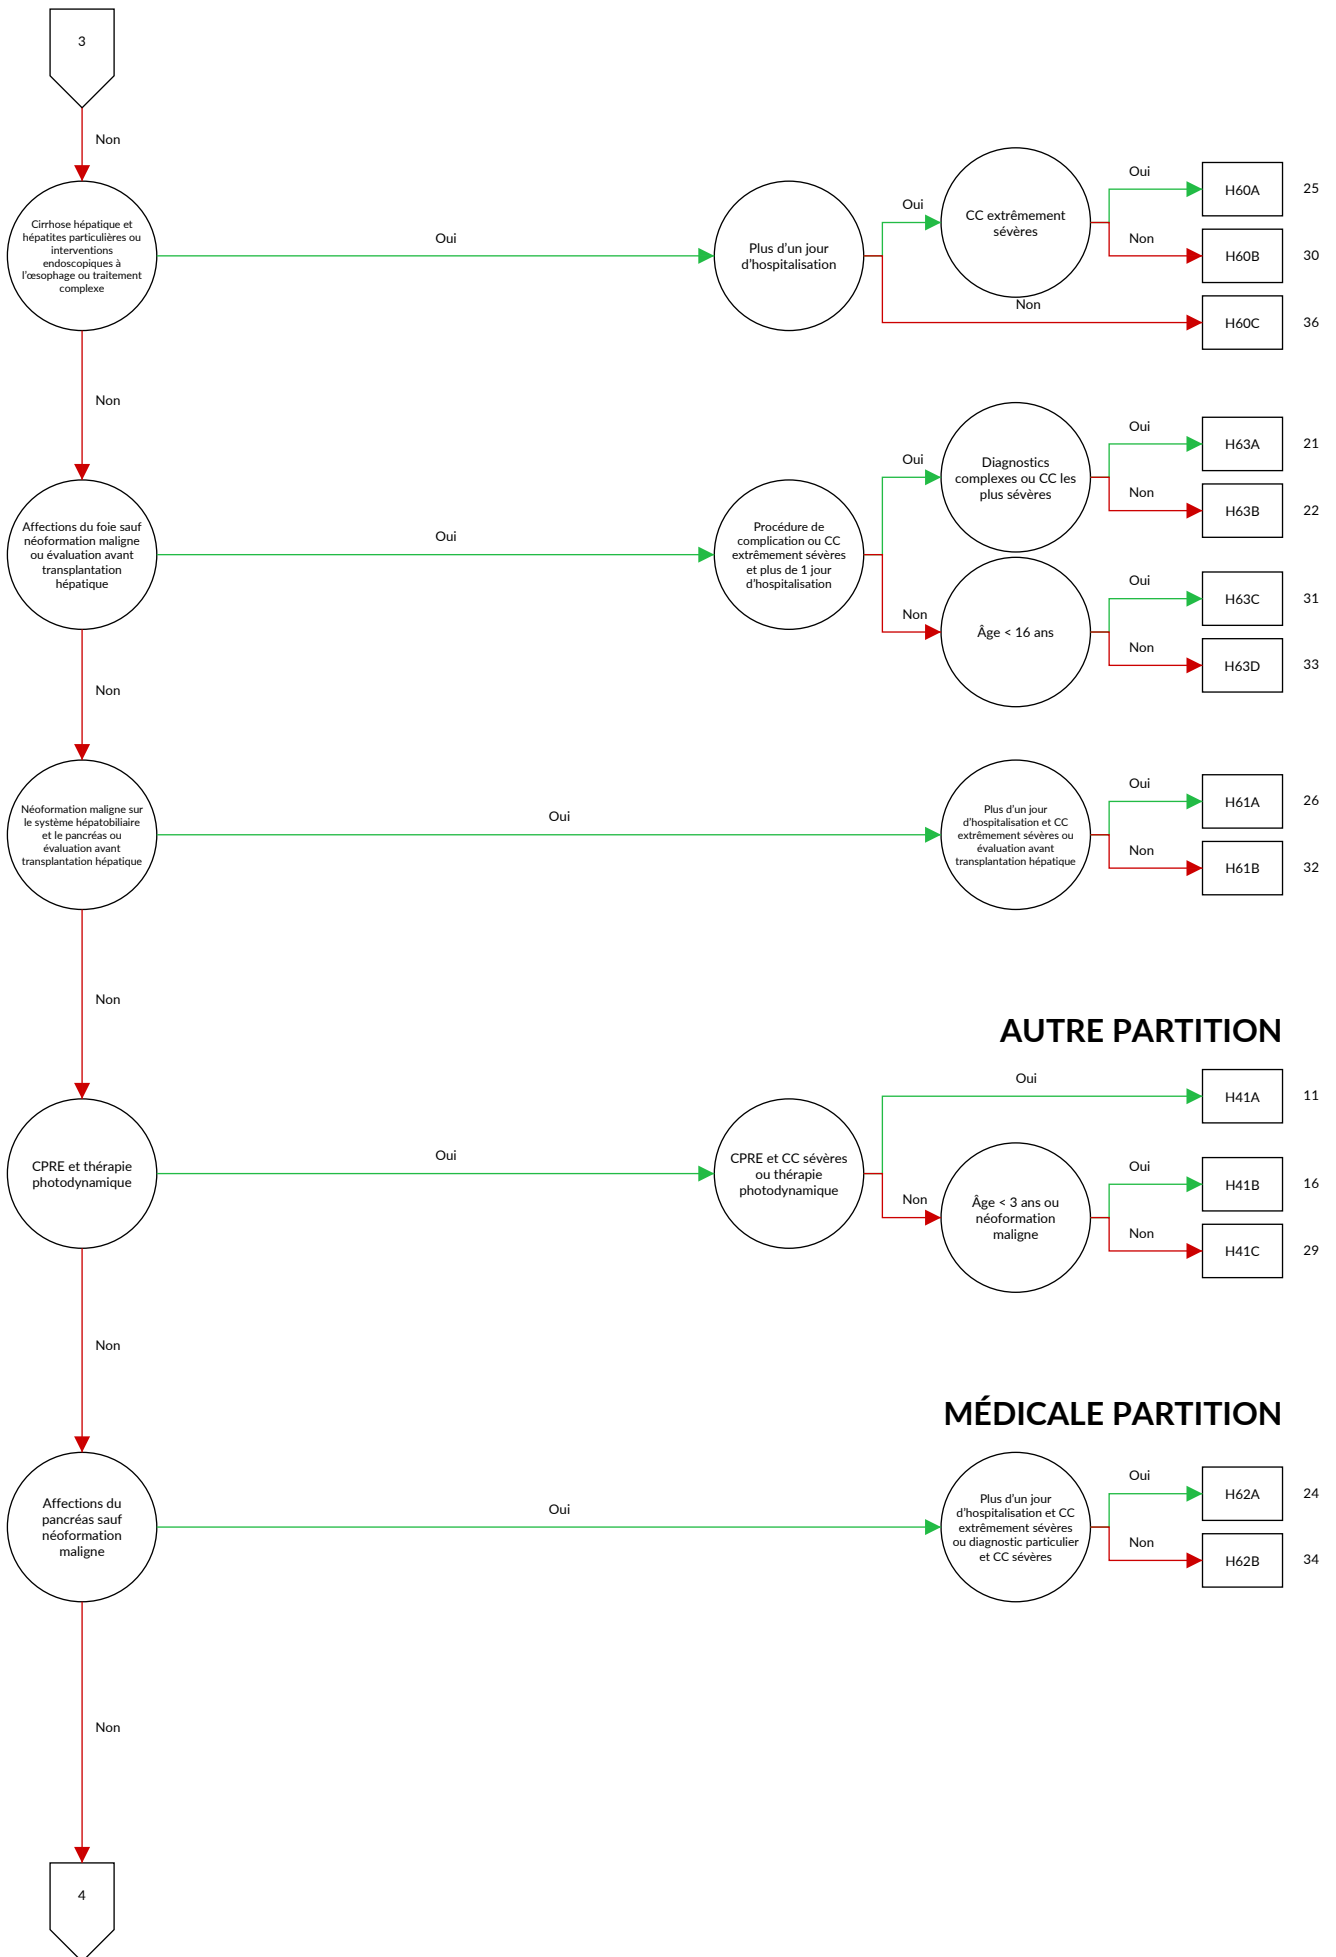 3
Non
Cirrhose hépatique et
hépatites particulières ou
interventions
endoscopiques à
l'œsophage ou traitement
complexe
Oui
Plus d'un jour
d'hospitalisation
Oui
CC extrêmement
sévères
Oui
H60A
25
Non
H60B
30
Non
H60C
36
Non
Affections du foie sauf
néoformation maligne
ou évaluation avant
transplantation
hépatique
Oui
Procédure de
complication ou CC
extrêmement sévères
et plus de 1 jour
d'hospitalisation
Oui
Diagnostics
complexes ou CC les
plus sévères
Oui
H63A
21
Non
H63B
22
Non
Âge < 16 ans
Oui
H63C
31
Non
H63D
33
Non
Néoformation maligne sur
le système hépatobiliaire
et le pancréas ou
évaluation avant
transplantation hépatique
Oui
Plus d'un jour
d'hospitalisation et CC
extrêmement sévères ou
évaluation avant
transplantation hépatique
Oui
H61A
26
Non
H61B
32
Non
AUTRE PARTITION
CPRE et thérapie
photodynamique
Oui
CPRE et CC sévères
ou thérapie
photodynamique
Oui
H41A
11
Non
Âge < 3 ans ou
néoformation
maligne
Oui
H41B
16
Non
H41C
29
Non
MÉDICALE PARTITION
Affections du
pancréas sauf
néoformation
maligne
Oui
Plus d'un jour
d'hospitalisation et CC
extrêmement sévères
ou diagnostic particulier
et CC sévères
Oui
H62A
24
Non
H62B
34
Non
4